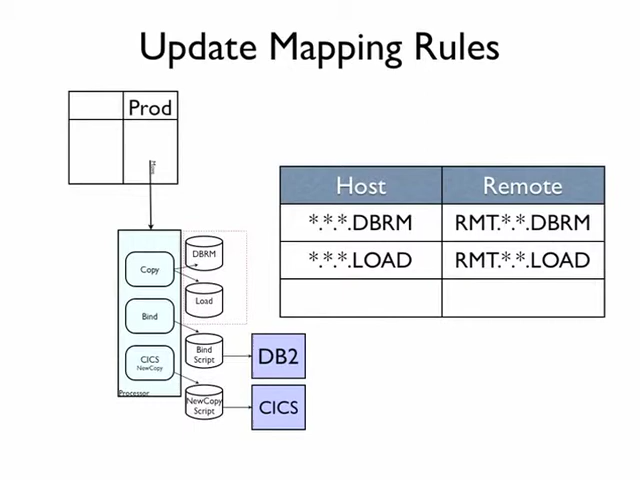 Update Mapping Rules
Prod
Move
Host
Remote
*.*.*.DBRM
RMT.*.*.DBRM
*.*.*.LOAD
RMT.*.*.LOAD
DBRM
Copy
Load
Bind
Bind
Script
DB2
CICS
NewCopy
Processor
NewCopy
Script
CICS